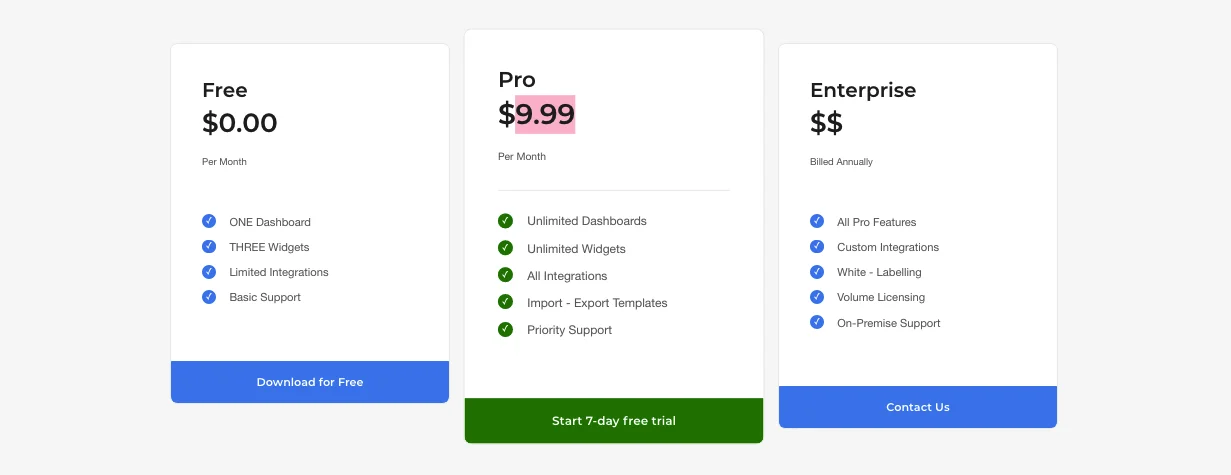 Free
$0.00
Per Month
ONE Dashboard
THREE Widgets
Limited Integrations
Basic Support
Download for Free
Pro
$9.99
Per Month
Unlimited Dashboards
Unlimited Widgets
All Integrations
Import - Export Templates
Priority Support
Start 7-day free trial
Enterprise
$$
Billed Annually
All Pro Features
Custom Integrations
White - Labelling
Volume Licensing
On-Premise Support
Contact Us